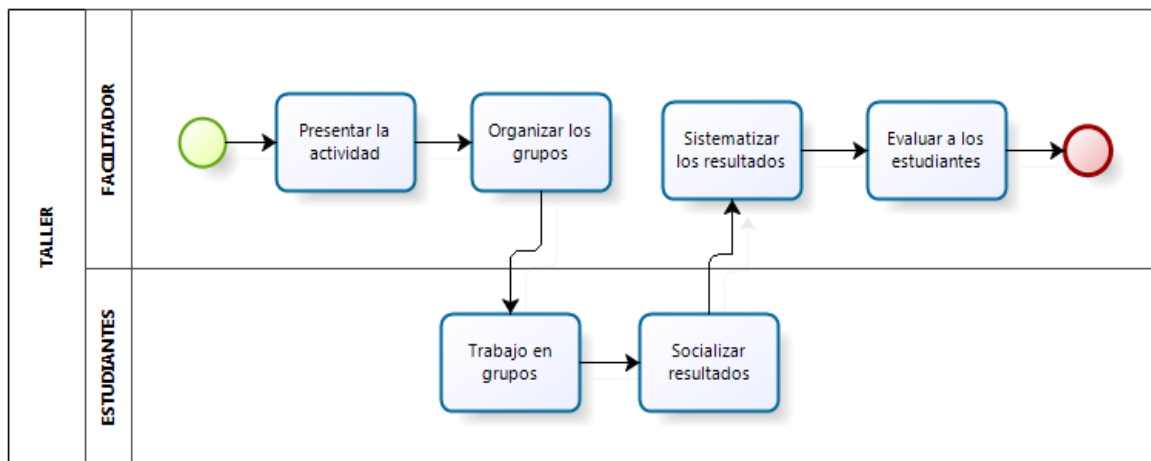 TALLER
FACILITADOR
Presentar la
actividad
Organizar los
grupos
Sistematizar
los resultados
Evaluar a los
estudiantes
ESTUDIANTES
Trabajo en
grupos
Socializar
resultados